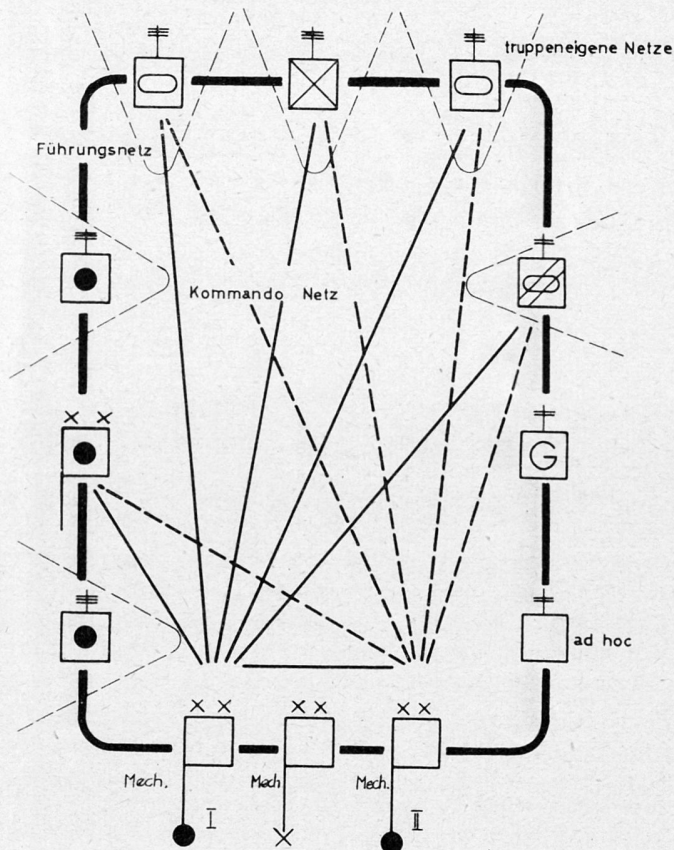 truppeneigene Netze
Führungsnetz
Kommando Netz
G
ad hoc
Mech.
Mech
Mech.
I
II